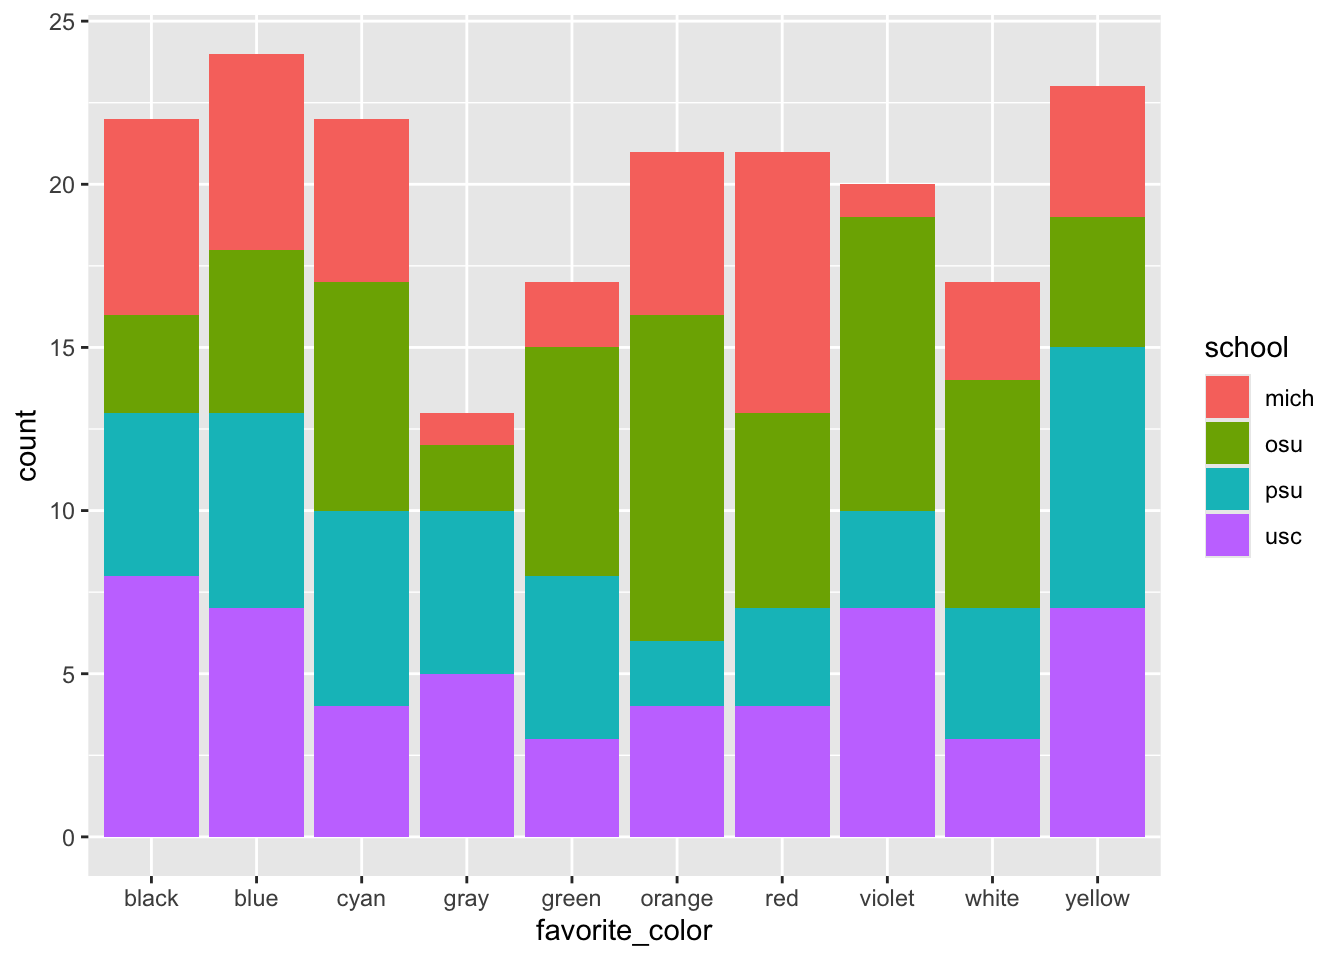 25
20
15
10
5
0
count
black blue cyan gray green orange red violet white yellow
favorite_color
school
mich
osu
psu
usc